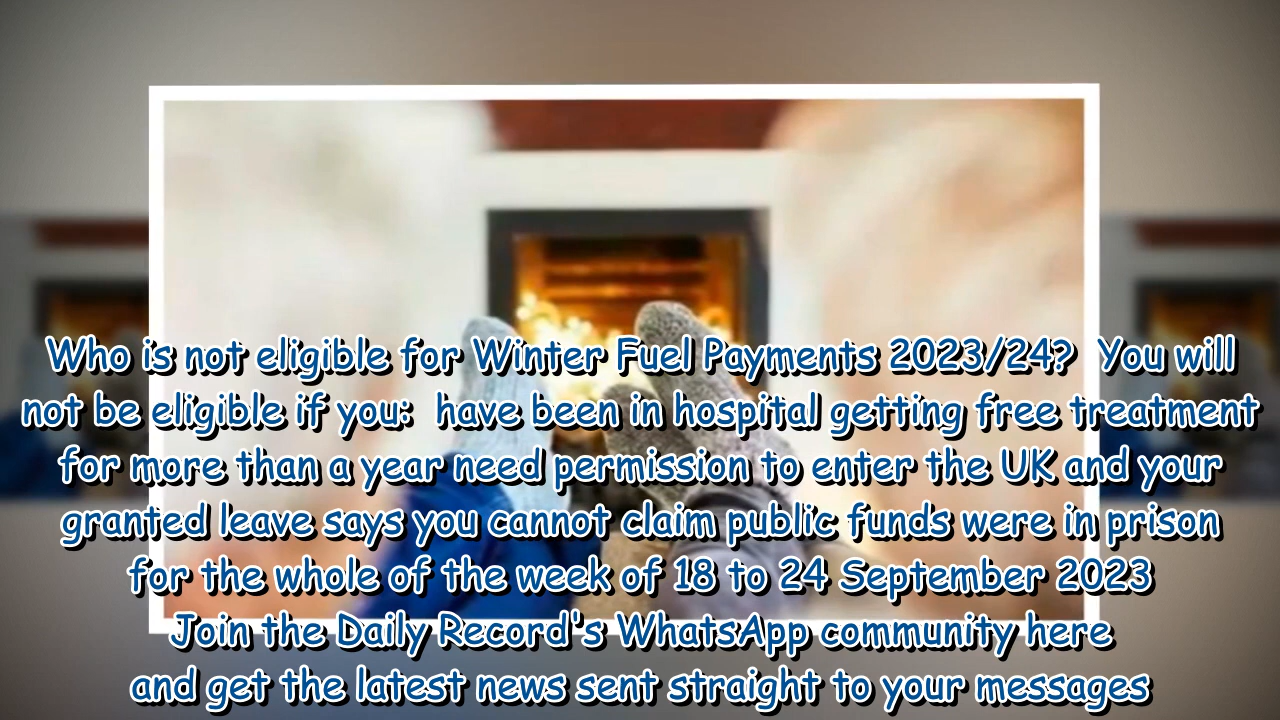 Who is not eligible for Winter Fuel Payments 2023/24?  You will
not be eligible if you:  have been in hospital getting free treatment
for more than a year need permission to enter the UK and your
granted leave says you cannot claim public funds were in prison
for the whole of the week of 18 to 24 September 2023
Join the Daily Record's WhatsApp community here
and get the latest news sent straight to your messages